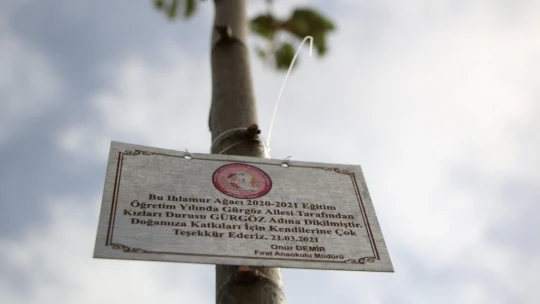 Bu Ihlamur Ağacı 2020-2021 Eğitim
Öğretim Yılında Gürgöz Ailesi Tarafından
Kızları Durusu GÜRGÖZ Adına Dikilmiştir.
Doğamıza Katkıları İçin Kendilerine Çok
Teşekkür Ederiz. 21.03.2021
Onur DEMİR
Fırat Anaokulu Müdürü